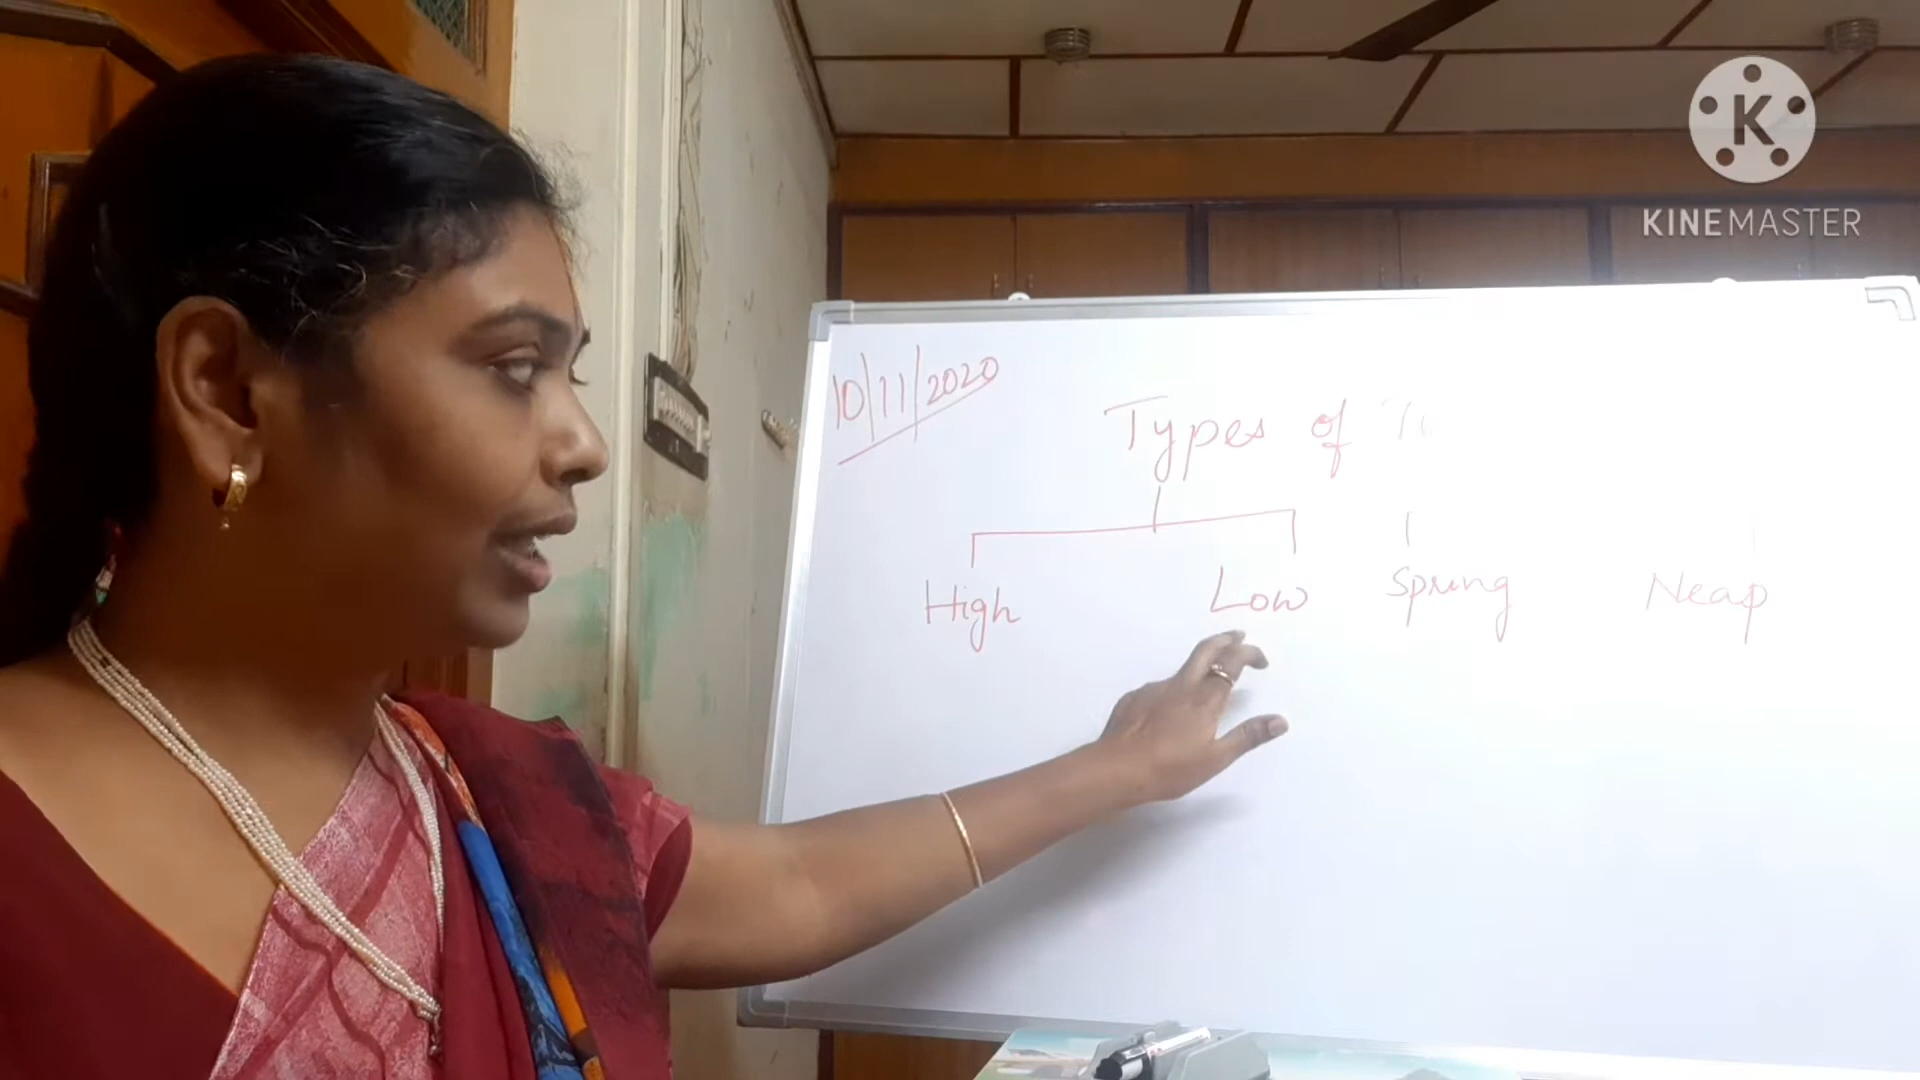 K
KINEMASTER
10/11/2020
Types of
High Low Spring Neap